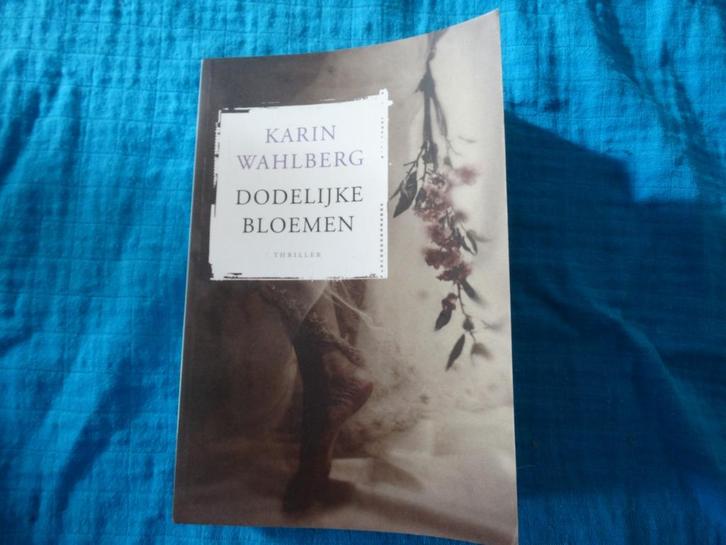 KARIN
WAHLBERG
DODELIJKE
BLOEMEN
THRILLER